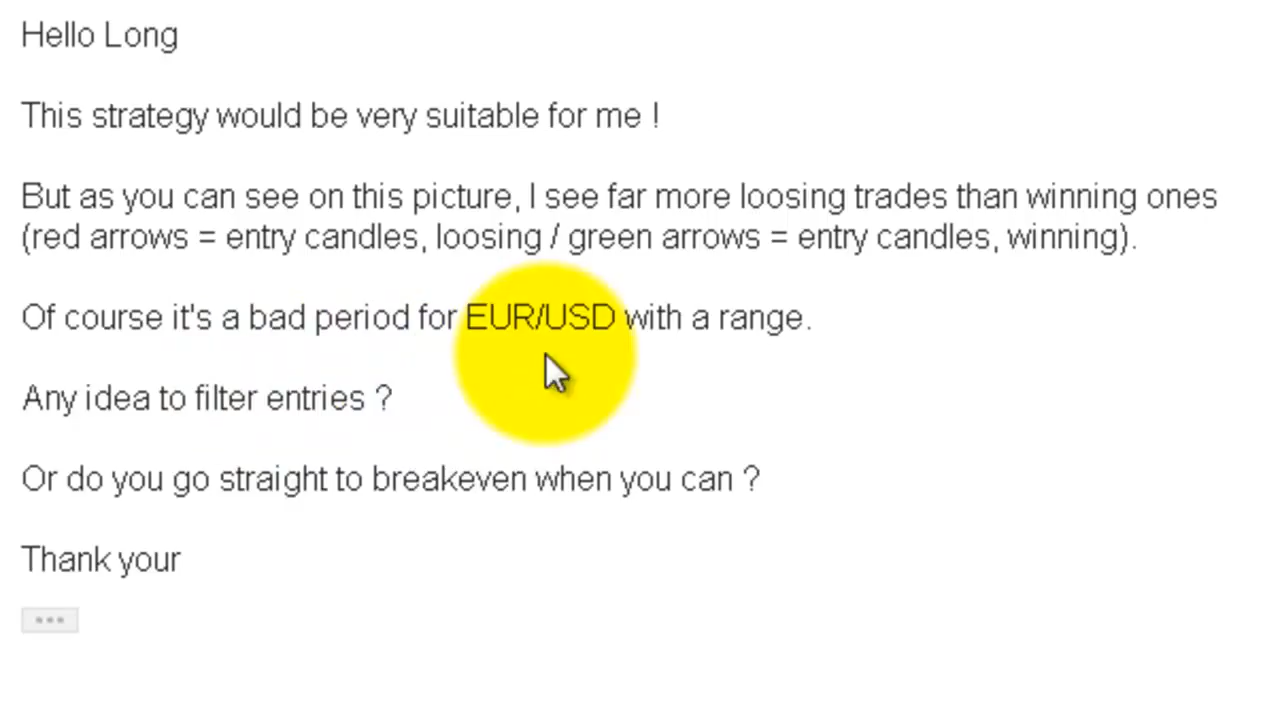 Hello Long
This strategy would be very suitable for me !
But as you can see on this picture, I see far more loosing trades than winning ones
(red arrows = entry candles, loosing / green arrows = entry candles, winning).
Of course it's a bad period for EUR/USD with a range.
Any idea to filter entries ?
Or do you go straight to breakeven when you can ?
Thank your